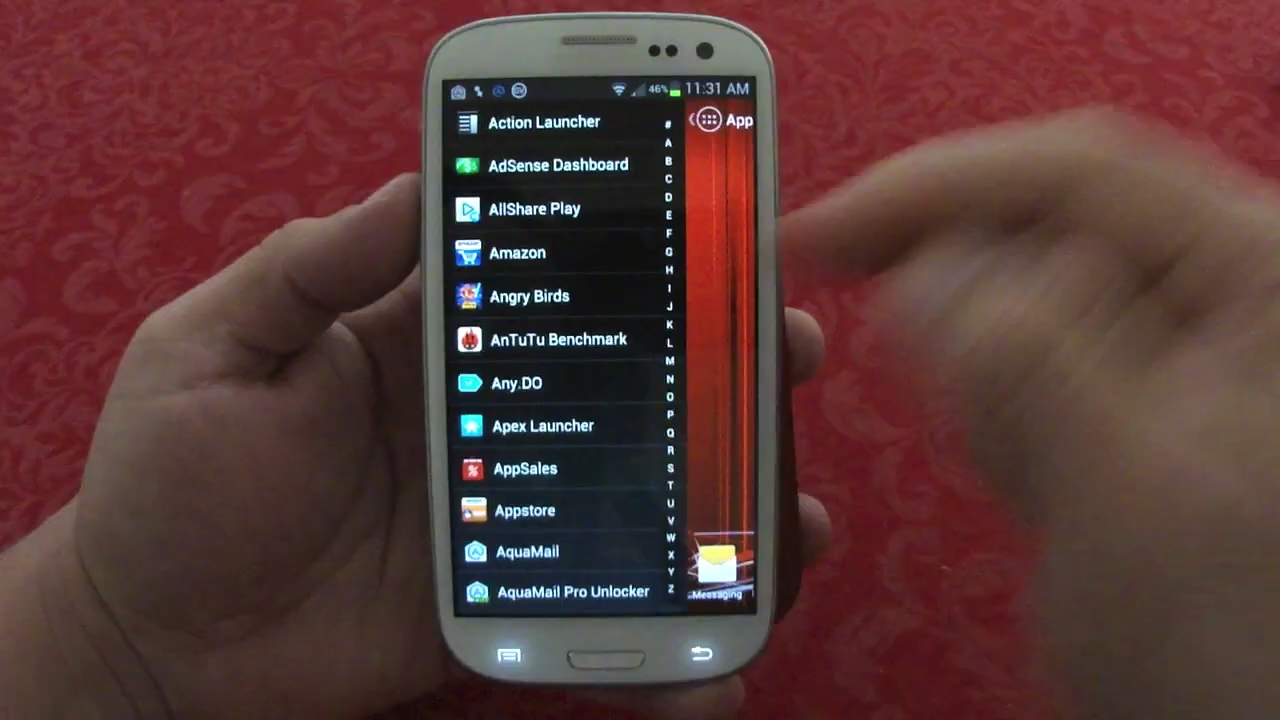 46% 11:31 AM
Action Launcher
AdSense Dashboard
AllShare Play
Amazon
Angry Birds
AnTuTu Benchmark
Any.DO
Apex Launcher
AppSales
Appstore
AquaMail
AquaMail Pro Unlocker
#
A
B
C
D
E
F
G
H
I
J
K
L
M
N
O
P
Q
R
S
T
U
V
W
X
Y
Z
App
Messaging